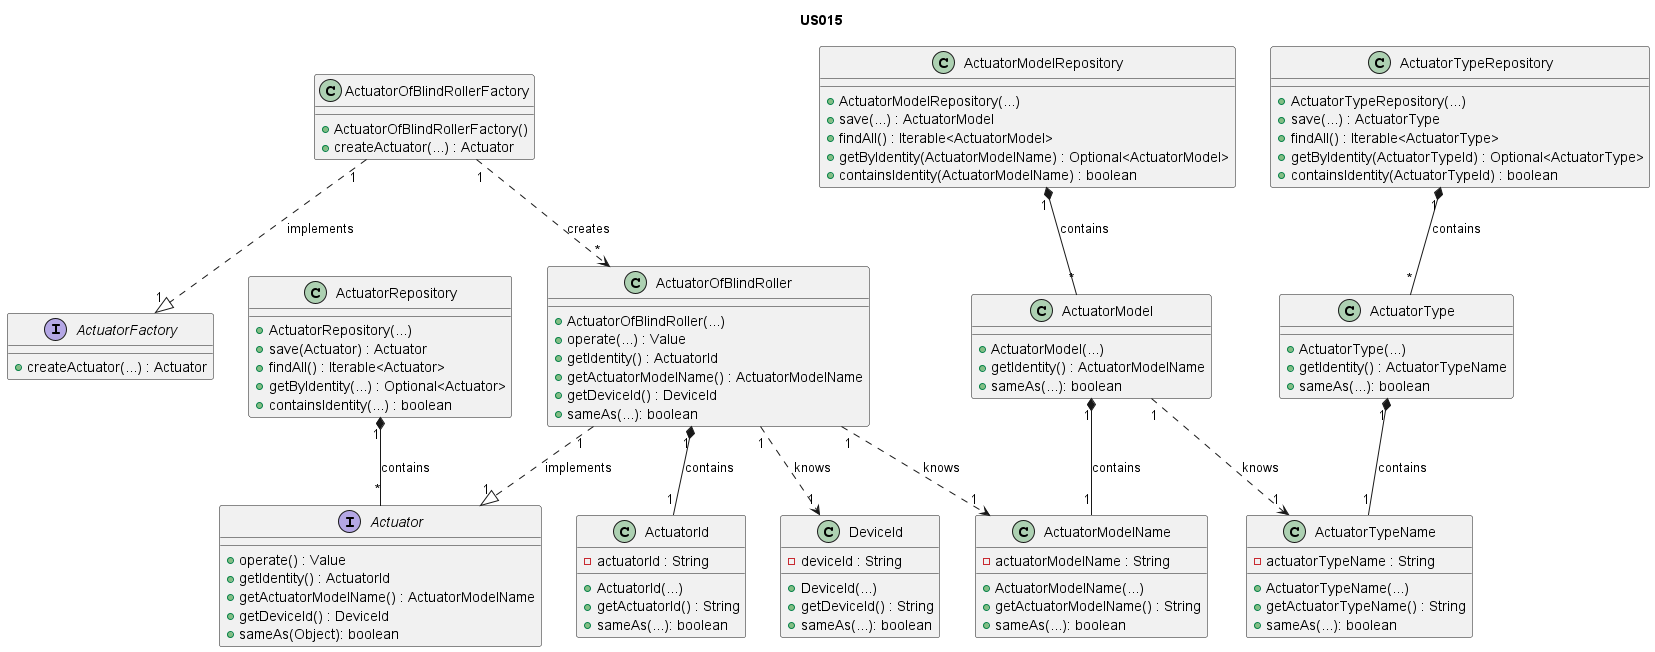 US015
C ActuatorOfBlindRollerFactory
ActuatorOfBlindRollerFactory()
createActuator(...) : Actuator
C ActuatorModelRepository
ActuatorModelRepository(...)
save(...) : ActuatorModel
findAll() : Iterable<ActuatorModel>
getByIdentity(ActuatorModelName) : Optional<ActuatorModel>
containsIdentity(ActuatorModelName) : boolean
C ActuatorTypeRepository
ActuatorTypeRepository(...)
save(...) : ActuatorType
findAll() : Iterable<ActuatorType>
getByIdentity(ActuatorTypeId) : Optional<ActuatorType>
containsIdentity(ActuatorTypeId) : boolean
1
implements
1
1
creates
*
1
contains
*
1
contains
*
I ActuatorFactory
createActuator(...) : Actuator
C ActuatorRepository
ActuatorRepository(...)
save(Actuator) : Actuator
findAll() : Iterable<Actuator>
getByIdentity(...) : Optional<Actuator>
containsIdentity(...) : boolean
C ActuatorOfBlindRoller
ActuatorOfBlindRoller(...)
operate(...) : Value
getIdentity() : ActuatorId
getActuatorModelName() : ActuatorModelName
getDeviceId() : DeviceId
sameAs(...): boolean
C ActuatorModel
ActuatorModel(...)
getIdentity() : ActuatorModelName
sameAs(...): boolean
C ActuatorType
ActuatorType(...)
getIdentity() : ActuatorTypeName
sameAs(...): boolean
1
contains
*
1
implements
1
1
contains
1
1
knows
1
1
knows
1
1
contains
1
1
knows
1
1
contains
1
I Actuator
operate() : Value
getIdentity() : ActuatorId
getActuatorModelName() : ActuatorModelName
getDeviceId() : DeviceId
sameAs(Object): boolean
C ActuatorId
actuatorId : String
ActuatorId(...)
getActuatorId() : String
sameAs(...): boolean
C DeviceId
deviceId : String
DeviceId(...)
getDeviceId() : String
sameAs(...): boolean
C ActuatorModelName
actuatorModelName : String
ActuatorModelName(...)
getActuatorModelName() : String
sameAs(...): boolean
C ActuatorTypeName
actuatorTypeName : String
ActuatorTypeName(...)
getActuatorTypeName() : String
sameAs(...): boolean